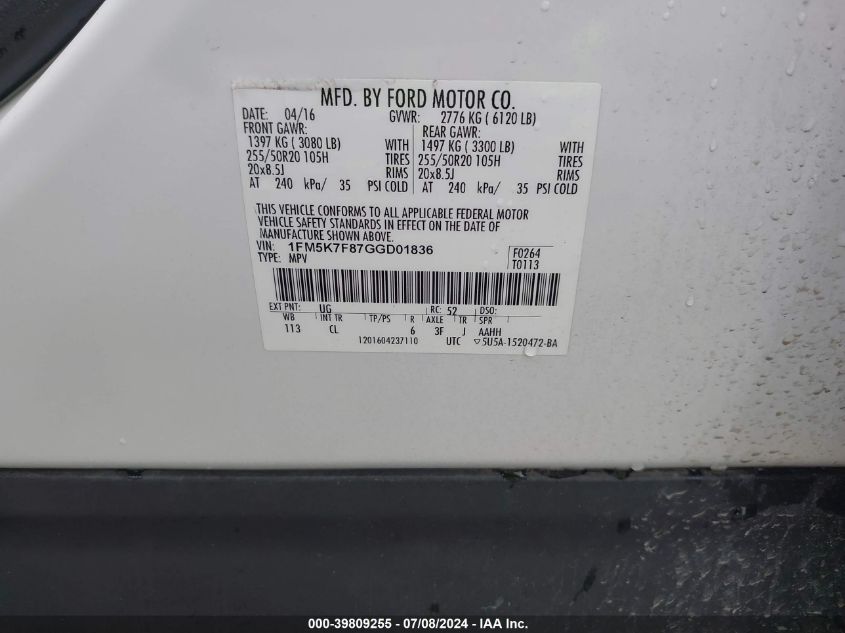 MFD. BY FORD MOTOR CO.
DATE: 04/16 GVWR: 2776 KG ( 6120 LB)
FRONT GAWR: REAR GAWR:
1397 KG ( 3080 LB) WITH 1497 KG ( 3300 LB) WITH
255/50R20 105H TIRES 255/50R20 105H TIRES
20x8.5J RIMS 20x8.5J RIMS
AT 240 kPa/ 35 PSI COLD AT 240 kPa/ 35 PSI COLD
THIS VEHICLE CONFORMS TO ALL APPLICABLE FEDERAL MOTOR
VEHICLE SAFETY STANDARDS IN EFFECT ON THE DATE OF
MANUFACTURE SHOWN ABOVE.
VIN: 1FM5K7F87GGD01836 F0264
TYPE: MPV T0113
EXT PNT: UG RC: 52 DSO:
WB INT TR TP/PS R AXLE TR SPR
113 CL 6 3F J AAHH
1201604237110 UTC ▽5U5A-1520472-BA
000-39809255 - 07/08/2024 - IAA Inc.